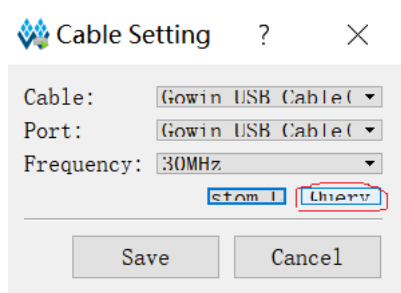 Cable Setting ? ×
Cable: Gowin USB Cable(
Port: Gowin USB Cable(
Frequency: 30MHz
Query
Save Cancel